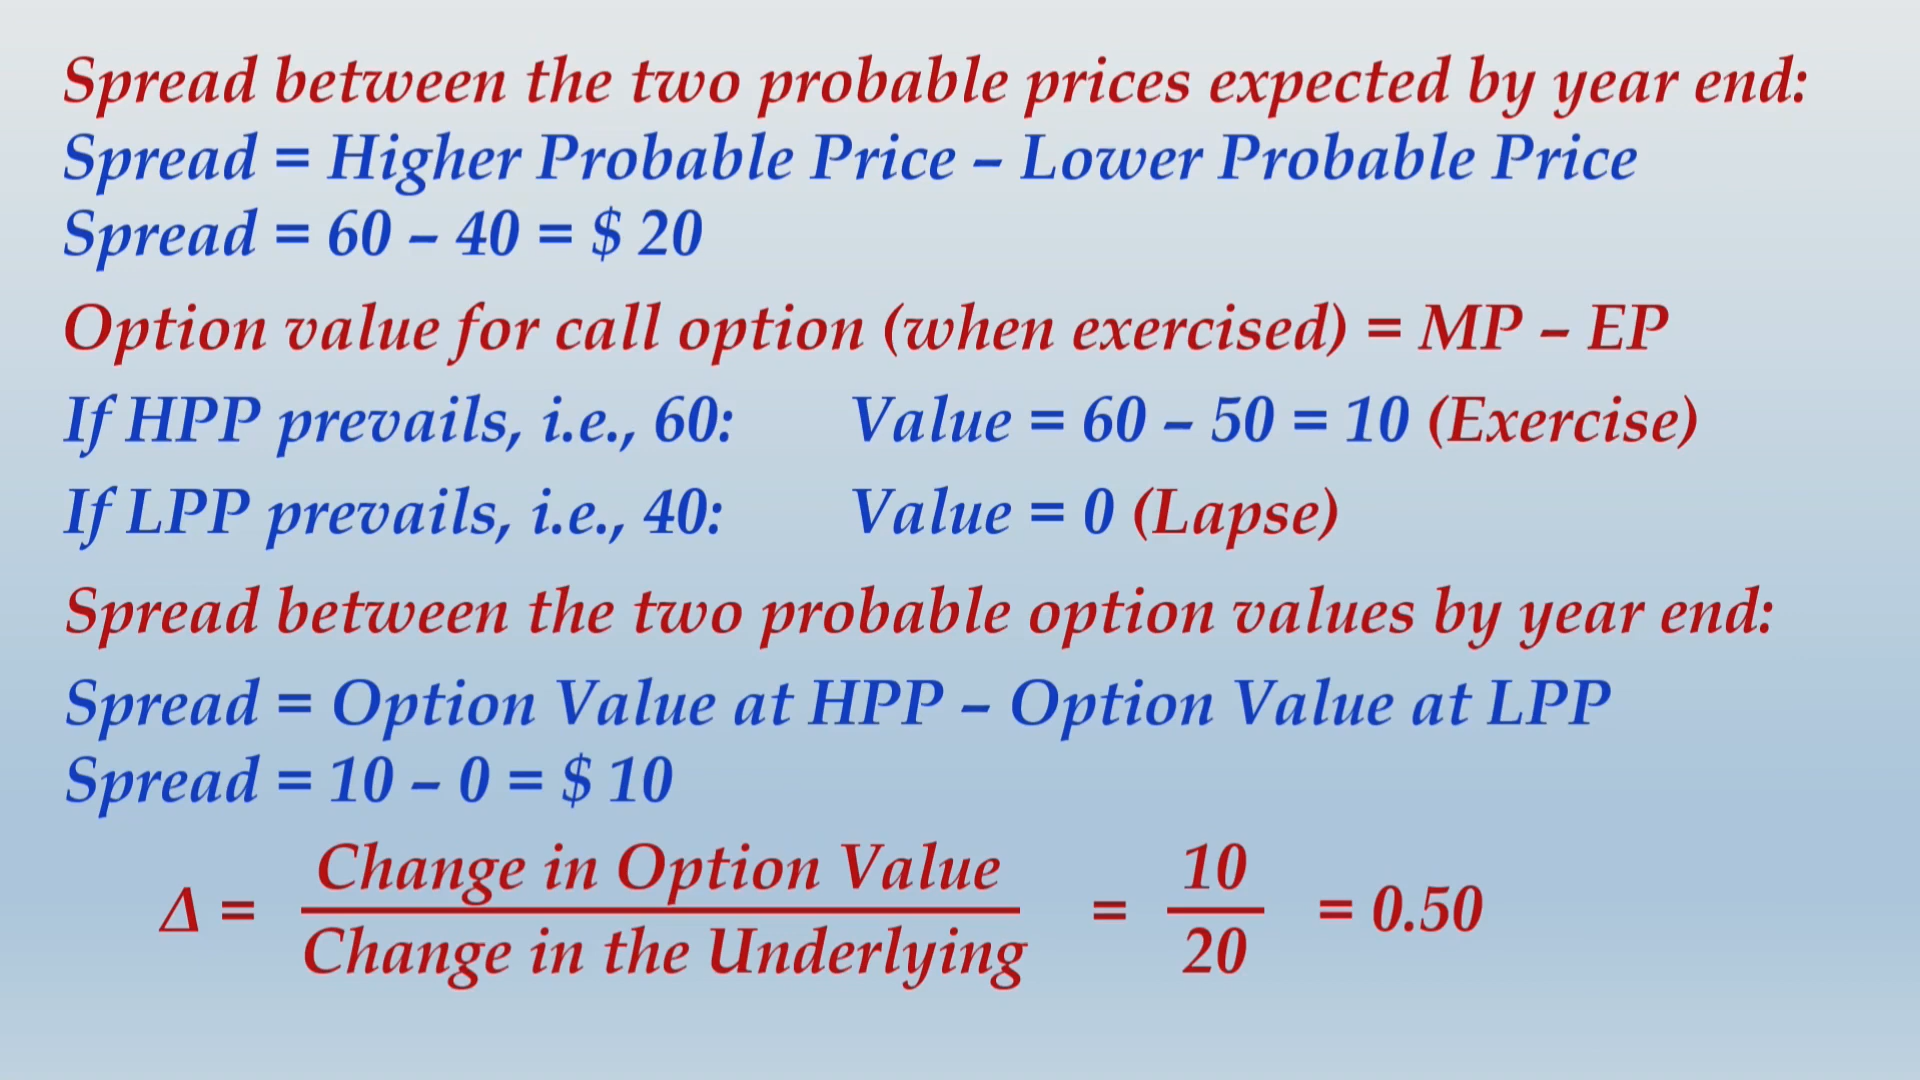 Spread between the two probable prices expected by year end:
Spread = Higher Probable Price – Lower Probable Price
Spread = 60 – 40 = $ 20
Option value for call option (when exercised) = MP – EP
If HPP prevails, i.e., 60: Value = 60 – 50 = 10 (Exercise)
If LPP prevails, i.e., 40: Value = 0 (Lapse)
Spread between the two probable option values by year end:
Spread = Option Value at HPP – Option Value at LPP
Spread = 10 – 0 = $ 10
Change in Option Value 10
Δ = = = 0.50
Change in the Underlying 20